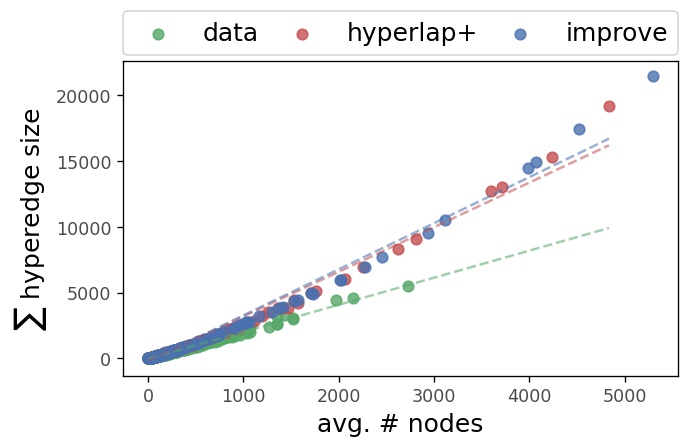 data hyperlap+ improve
∑ hyperedge size
20000
15000
10000
5000
0
0 1000 2000 3000 4000 5000
avg. # nodes